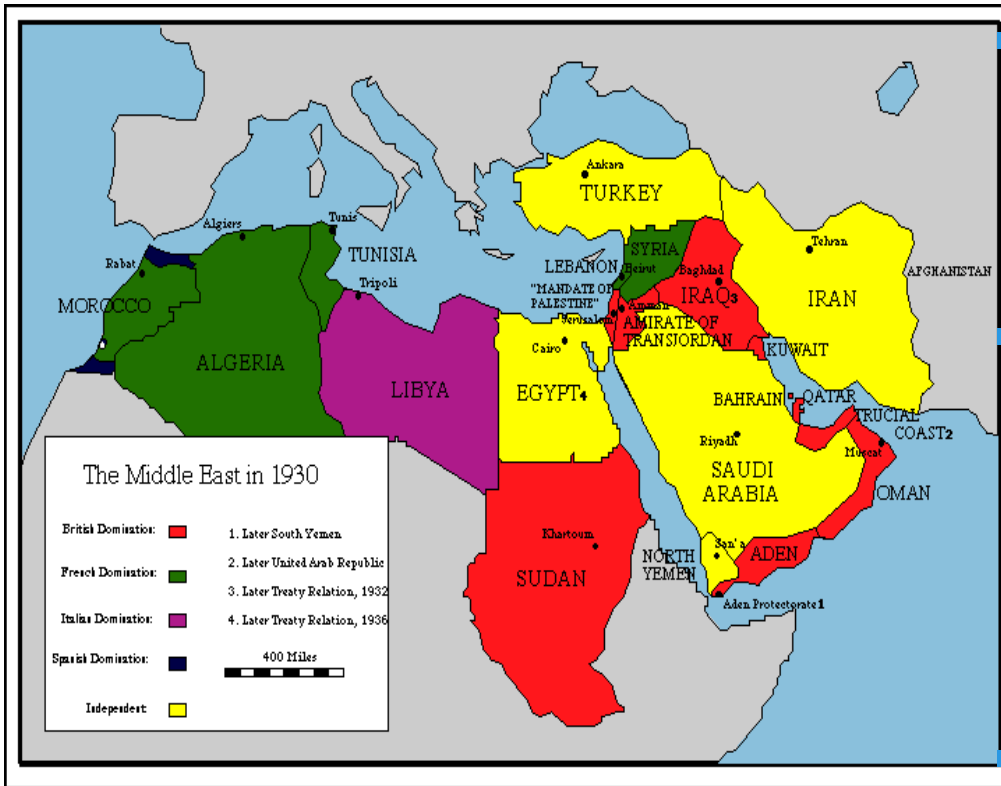 Ankara
TURKEY
Algiers
Tunis
Tehran
SYRIA
TUNISIA
Rabat
LEBANON
Beirut
Baghdad
AFGHANISTAN
Tripoli
"MANDATE OF
PALESTINE"
IRAQ3
IRAN
MOROCCO
Amman
Jerusalem
AMIRATE OF
TRANSJORDAN
Cairo
KUWAIT
ALGERIA
LIBYA
EGYPT4
BAHRAIN
QATAR
TRUCIAL
COAST2
Riyadh
Muscat
SAUDI
ARABIA
OMAN
Khartoum
San'a
NORTH
YEMEN
ADEN
SUDAN
Aden Protectorate 1
The Middle East in 1930
British Domination:
French Domination:
Italian Domination:
Spanish Domination:
Independent:
1. Later South Yemen
2. Later United Arab Republic
3. Later Treaty Relation, 1932
4. Later Treaty Relation, 1936
400 Miles